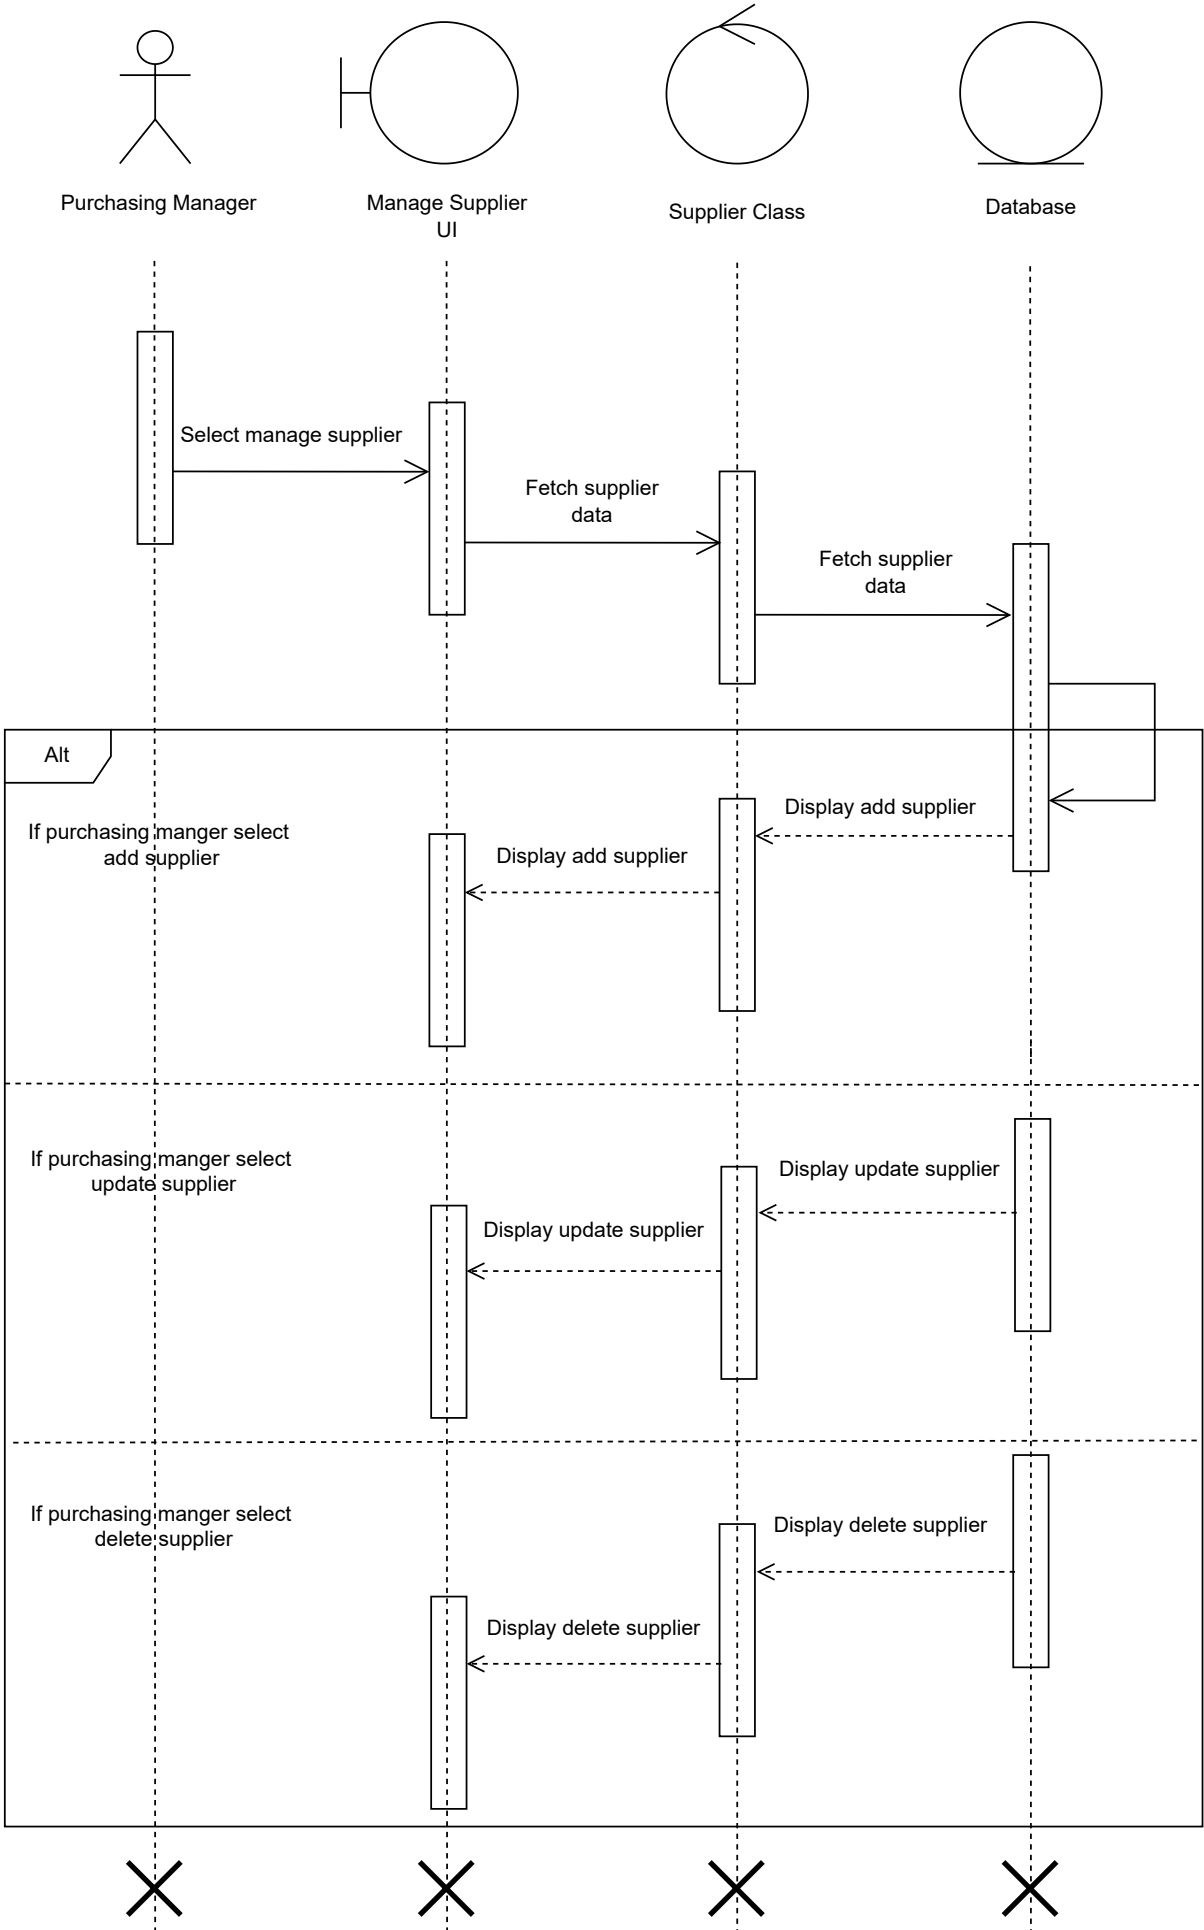 Purchasing Manager
Manage Supplier
UI
Supplier Class
Database
Select manage supplier
Fetch supplier
data
Fetch supplier
data
Alt
If purchasing manger select
add supplier
Display add supplier
Display add supplier
If purchasing manger select
update supplier
Display update supplier
Display update supplier
If purchasing manger select
delete supplier
Display delete supplier
Display delete supplier